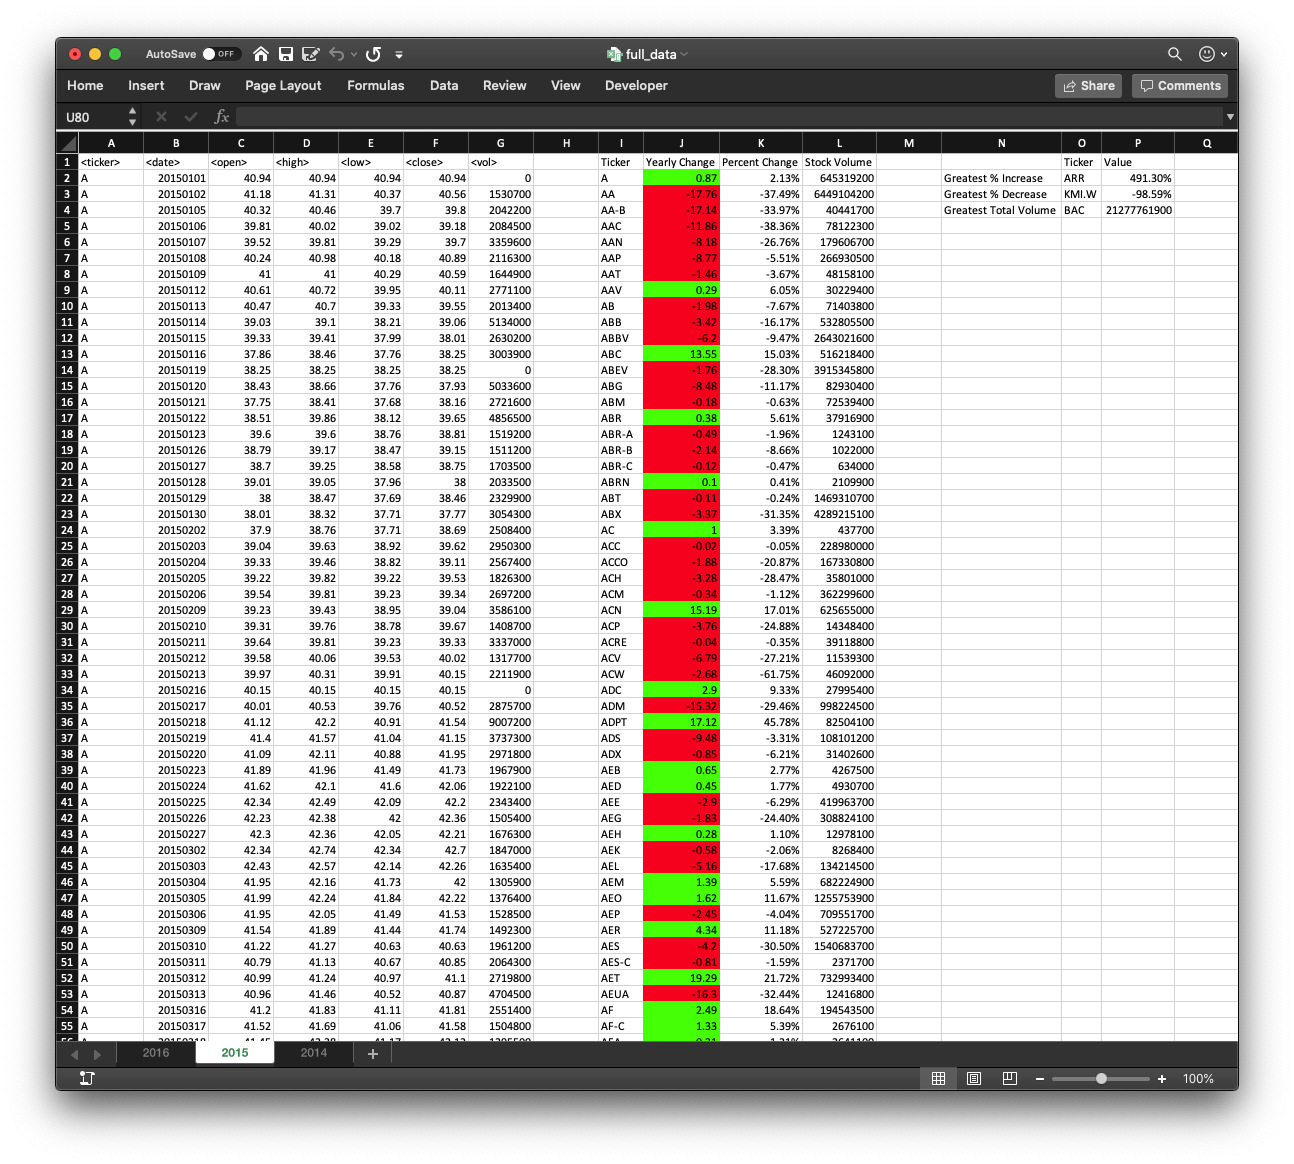 AutoSave OFF full_data
Home Insert Draw Page Layout Formulas Data Review View Developer Share Comments
U80 fx
A B C D E F G H I J K L M N O P Q
1 <ticker> <date> <open> <high> <low> <close> <vol> Ticker Yearly Change Percent Change Stock Volume Ticker Value
2 A 20150101 40.94 40.94 40.94 40.94 0 A 0.87 2.13% 645319200 Greatest % Increase ARR 491.30%
3 A 20150102 41.18 41.31 40.37 40.56 1530700 AA -17.76 -37.49% 6449104200 Greatest % Decrease KMI.W -98.59%
4 A 20150105 40.32 40.46 39.7 39.8 2042200 AA-B -17.14 -33.97% 40441700 Greatest Total Volume BAC 21277761900
5 A 20150106 39.81 40.02 39.02 39.18 2084500 AAC -11.86 -38.36% 78122300
6 A 20150107 39.52 39.81 39.29 39.7 3359600 AAN -8.18 -26.76% 179606700
7 A 20150108 40.24 40.98 40.18 40.89 2116300 AAP -8.77 -5.51% 266930500
8 A 20150109 41 41 40.29 40.59 1644900 AAT -1.46 -3.67% 48158100
9 A 20150112 40.61 40.72 39.95 40.11 2771100 AAV 0.29 6.05% 30229400
10 A 20150113 40.47 40.7 39.33 39.55 2013400 AB -1.98 -7.67% 71403800
11 A 20150114 39.03 39.1 38.21 39.06 5134000 ABB -3.42 -16.17% 532805500
12 A 20150115 39.33 39.41 37.99 38.01 2630200 ABBV -6.2 -9.47% 2643021600
13 A 20150116 37.86 38.46 37.76 38.25 3003900 ABC 13.55 15.03% 516218400
14 A 20150119 38.25 38.25 38.25 38.25 0 ABEV -1.76 -28.30% 3915345800
15 A 20150120 38.43 38.66 37.76 37.93 5033600 ABG -8.48 -11.17% 82930400
16 A 20150121 37.75 38.41 37.68 38.16 2721600 ABM -0.18 -0.63% 72539400
17 A 20150122 38.51 39.86 38.12 39.65 4856500 ABR 0.38 5.61% 37916900
18 A 20150123 39.6 39.6 38.76 38.81 1519200 ABR-A -0.49 -1.96% 1243100
19 A 20150126 38.79 39.17 38.47 39.15 1511200 ABR-B -2.14 -8.66% 1022000
20 A 20150127 38.7 39.25 38.58 38.75 1703500 ABR-C -0.12 -0.47% 634000
21 A 20150128 39.01 39.05 37.96 38 2033500 ABRN 0.1 0.41% 2109900
22 A 20150129 38 38.47 37.69 38.46 2329900 ABT -0.11 -0.24% 1469310700
23 A 20150130 38.01 38.32 37.71 37.77 3054300 ABX -3.37 -31.35% 4289215100
24 A 20150202 37.9 38.76 37.71 38.69 2508400 AC 1 3.39% 437700
25 A 20150203 39.04 39.63 38.92 39.62 2950300 ACC -0.02 -0.05% 228980000
26 A 20150204 39.33 39.46 38.82 39.11 2567400 ACCO -1.88 -20.87% 167330800
27 A 20150205 39.22 39.82 39.22 39.53 1826300 ACH -3.28 -28.47% 35801000
28 A 20150206 39.54 39.81 39.23 39.34 2697200 ACM -0.34 -1.12% 362299600
29 A 20150209 39.23 39.43 38.95 39.04 3586100 ACN 15.19 17.01% 625655000
30 A 20150210 39.31 39.76 38.78 39.67 1408700 ACP -3.76 -24.88% 14348400
31 A 20150211 39.64 39.81 39.23 39.33 3337000 ACRE -0.04 -0.35% 39118800
32 A 20150212 39.58 40.06 39.53 40.02 1317700 ACV -6.79 -27.21% 11539300
33 A 20150213 39.97 40.31 39.91 40.15 2211900 ACW -2.68 -61.75% 46092000
34 A 20150216 40.15 40.15 40.15 40.15 0 ADC 2.9 9.33% 27995400
35 A 20150217 40.01 40.53 39.76 40.52 2875700 ADM -15.32 -29.46% 998224500
36 A 20150218 41.12 42.2 40.91 41.54 9007200 ADPT 17.12 45.78% 82504100
37 A 20150219 41.4 41.57 41.04 41.15 3737300 ADS -9.48 -3.31% 108101200
38 A 20150220 41.09 42.11 40.88 41.95 2971800 ADX -0.85 -6.21% 31402600
39 A 20150223 41.89 41.96 41.49 41.73 1967900 AEB 0.65 2.77% 4267500
40 A 20150224 41.62 42.1 41.6 42.06 1922100 AED 0.45 1.77% 4930700
41 A 20150225 42.34 42.49 42.09 42.2 2343400 AEE -2.9 -6.29% 419963700
42 A 20150226 42.23 42.38 42 42.36 1505400 AEG -1.83 -24.40% 308824100
43 A 20150227 42.3 42.36 42.05 42.21 1676300 AEH 0.28 1.10% 12978100
44 A 20150302 42.34 42.74 42.34 42.7 1847000 AEK -0.58 -2.06% 8268400
45 A 20150303 42.43 42.57 42.14 42.26 1635400 AEL -5.16 -17.68% 134214500
46 A 20150304 41.95 42.16 41.73 42 1305900 AEM 1.39 5.59% 682224900
47 A 20150305 41.99 42.24 41.84 42.22 1376400 AEO 1.62 11.67% 1255753900
48 A 20150306 41.95 42.05 41.49 41.53 1528500 AEP -2.45 -4.04% 709551700
49 A 20150309 41.54 41.89 41.44 41.74 1492300 AER 4.34 11.18% 527225700
50 A 20150310 41.22 41.27 40.63 40.63 1961200 AES -4.2 -30.50% 1540683700
51 A 20150311 40.79 41.13 40.67 40.85 2064300 AES-C -0.81 -1.59% 2371700
52 A 20150312 40.99 41.24 40.97 41.1 2719800 AET 19.29 21.72% 732993400
53 A 20150313 40.96 41.46 40.52 40.87 4704500 AEUA -16.3 -32.44% 12416800
54 A 20150316 41.2 41.83 41.11 41.81 2551400 AF 2.49 18.64% 194543500
55 A 20150317 41.52 41.69 41.06 41.58 1504800 AF-C 1.33 5.39% 2676100
2016 2015 2014 +
100%